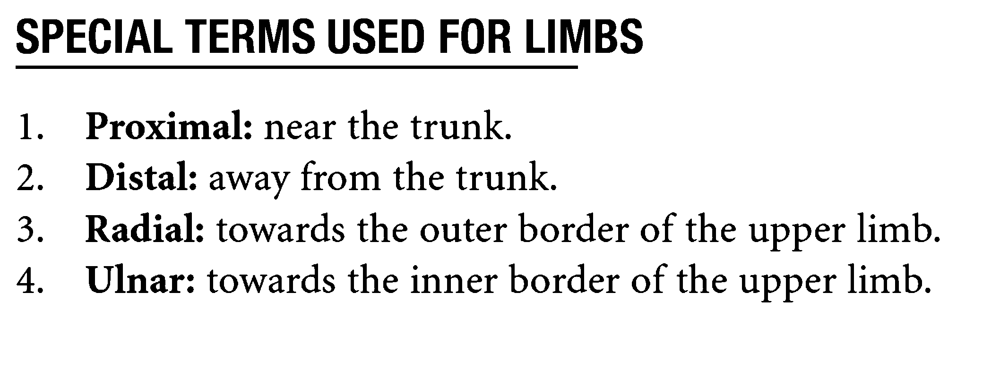 SPECIAL TERMS USED FOR LIMBS
1. Proximal: near the trunk.
2. Distal: away from the trunk.
3. Radial: towards the outer border of the upper limb.
4. Ulnar: towards the inner border of the upper limb.